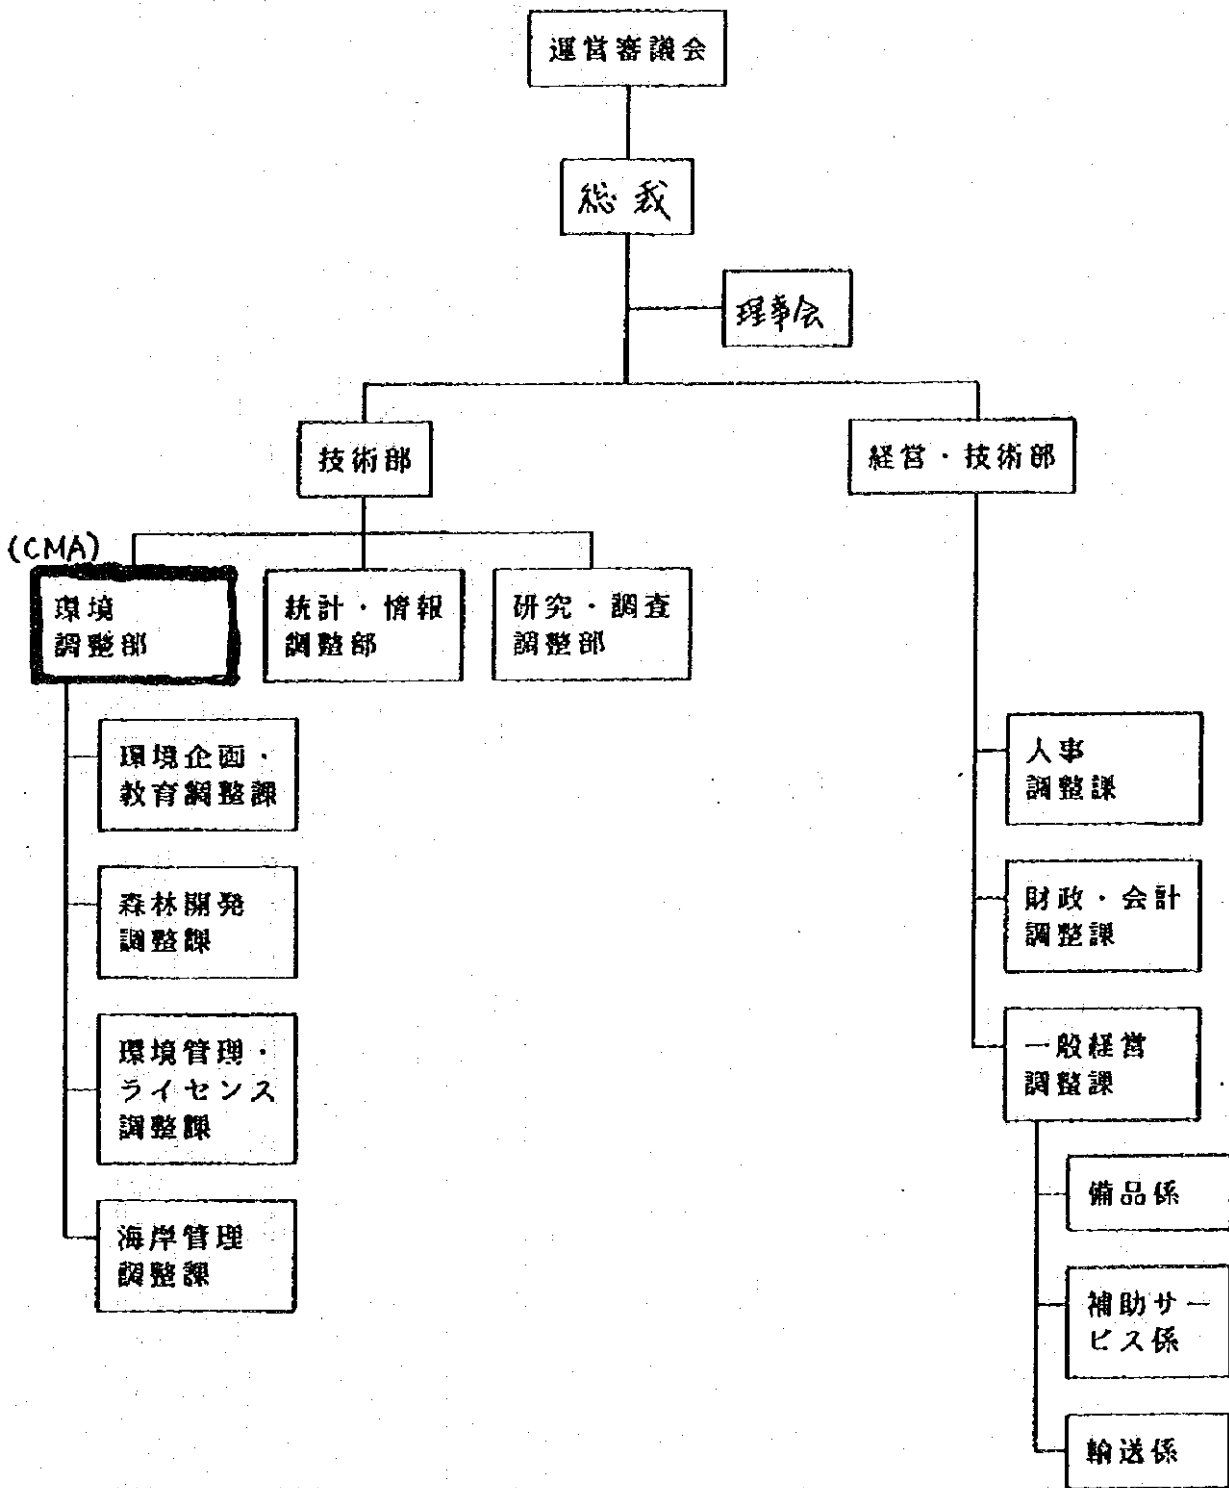 運営審議会
総裁
理事会
技術部
経営・技術部
(CMA)
環境
調整部
統計・情報
調整部
研究・調査
調整部
環境企画・
教育調整課
森林開発
調整課
環境管理・
ライセンス
調整課
海岸管理
調整課
人事
調整課
財政・会計
調整課
一般経営
調整課
備品係
補助サー
ビス係
輸送係